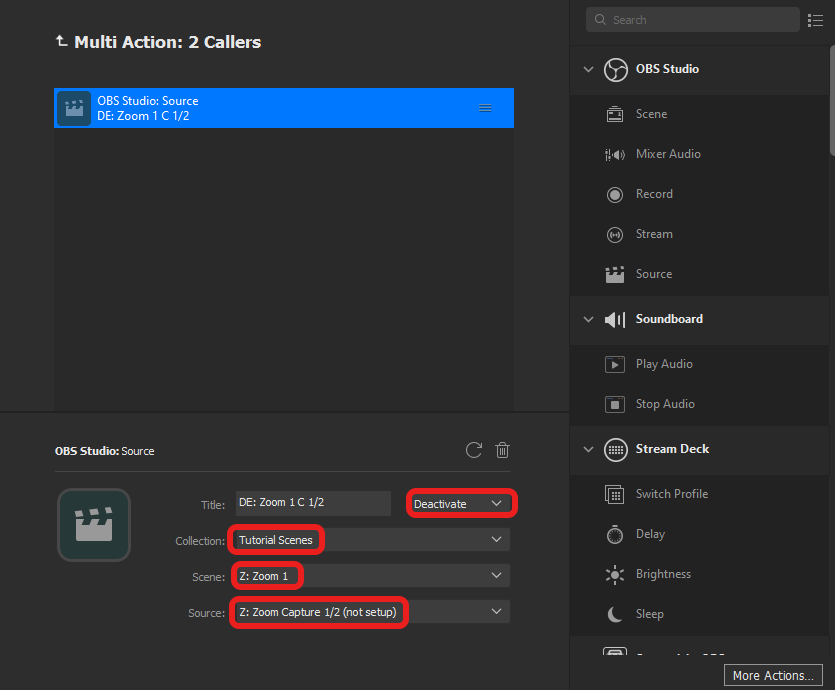 Multi Action: 2 Callers
OBS Studio: Source
DE: Zoom 1 C 1/2
OBS Studio: Source
Title:
DE: Zoom 1 C 1/2
Deactivate
Collection:
Tutorial Scenes
Scene:
Z: Zoom 1
Source:
Z: Zoom Capture 1/2 (not setup)
Search
OBS Studio
Scene
Mixer Audio
Record
Stream
Source
Soundboard
Play Audio
Stop Audio
Stream Deck
Switch Profile
Delay
Brightness
Sleep
More Actions...